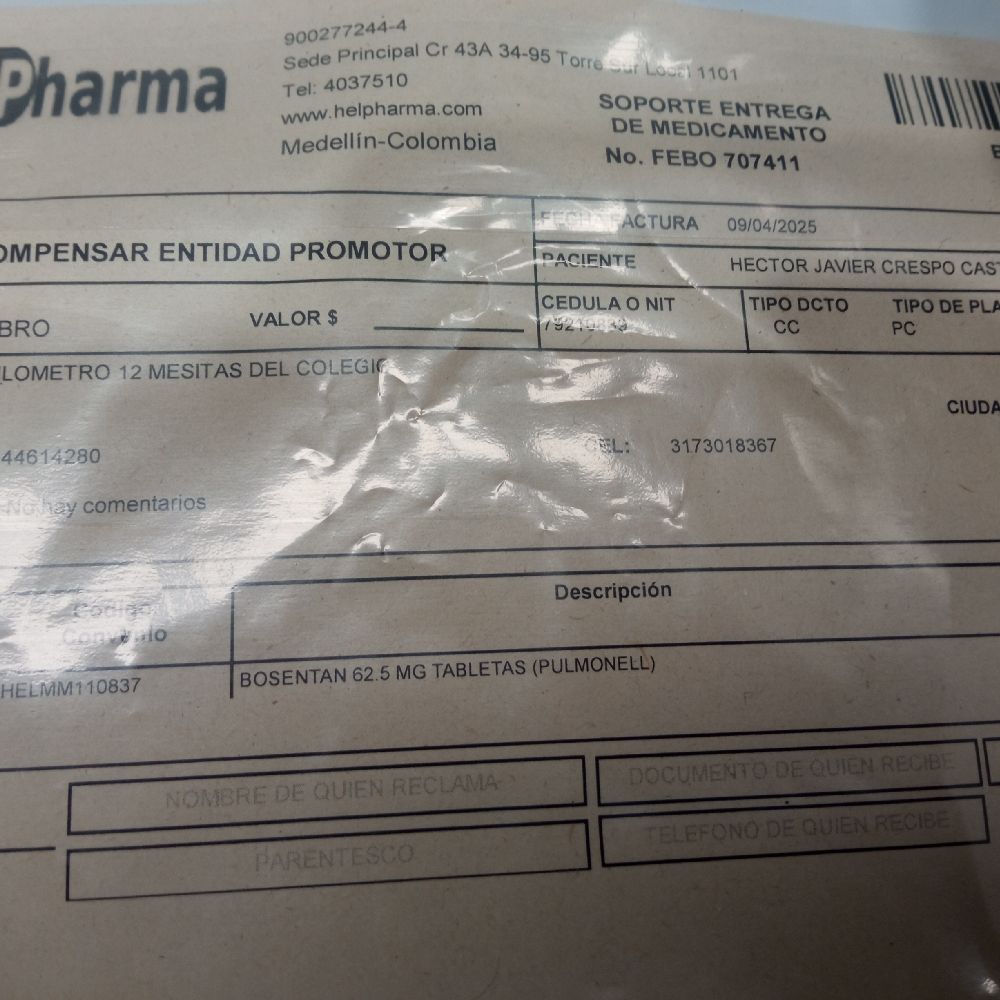 Pharma
900277244-4
Sede Principal Cr 43A 34-95 Torre Sur Local 1101
Tel: 4037510
www.helpharma.com
Medellín-Colombia
SOPORTE ENTREGA
DE MEDICAMENTO
No. FEBO 707411
OMPENSAR ENTIDAD PROMOTOR
FECHA FACTURA 09/04/2025
PACIENTE HECTOR JAVIER CRESPO CAST
BRO VALOR $
CEDULA O NIT TIPO DCTO TIPO DE PLA
CC PC
LOMETRO 12 MESITAS DEL COLEGIO
CIUDA
44614280 CEL: 3173018367
No hay comentarios
Código
Convenio
Descripción
HELMM110837 BOSENTAN 62.5 MG TABLETAS (PULMONELL)
NOMBRE DE QUIEN RECLAMA DOCUMENTO DE QUIEN RECIBE
PARENTESCO TELEFONO DE QUIEN RECIBE